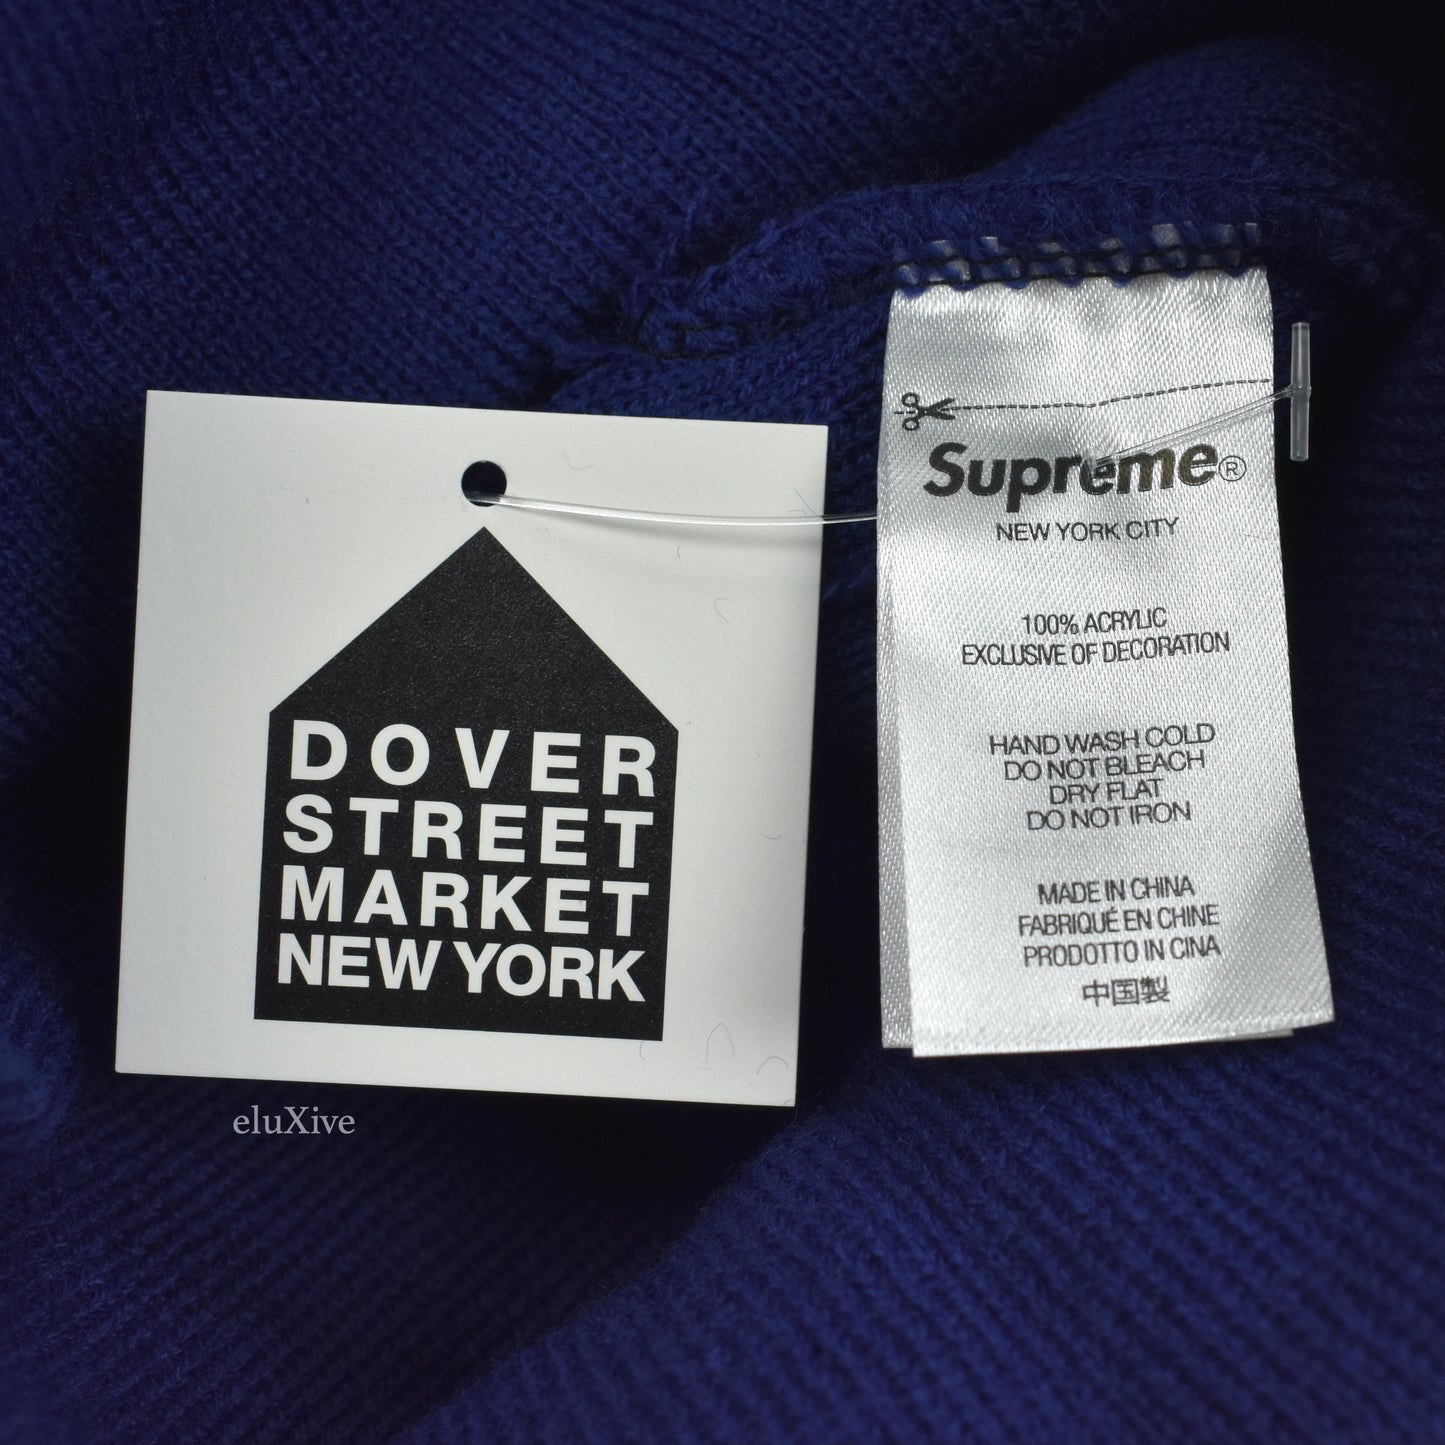 DOVER
STREET
MARKET
NEW YORK
eluXive
Supreme®
NEW YORK CITY
100% ACRYLIC
EXCLUSIVE OF DECORATION
HAND WASH COLD
DO NOT BLEACH
DRY FLAT
DO NOT IRON
MADE IN CHINA
FABRIQUÉ EN CHINE
PRODOTTO IN CINA
中国製